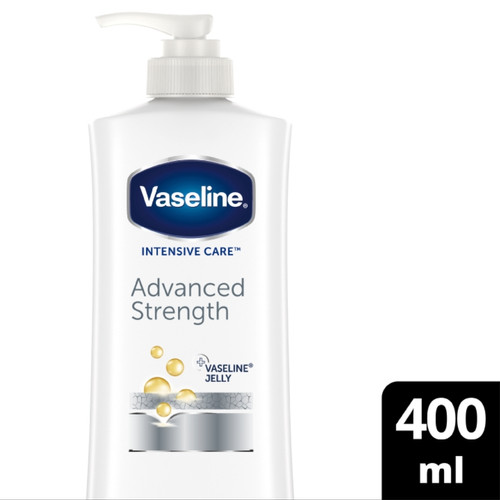 Vaseline®
INTENSIVE CARE™
Advanced
Strength
VASELINE®
JELLY
400
ml